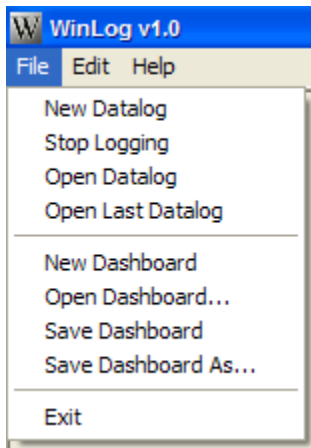 W WinLog v1.0
File Edit Help
New Datalog
Stop Logging
Open Datalog
Open Last Datalog
New Dashboard
Open Dashboard...
Save Dashboard
Save Dashboard As...
Exit